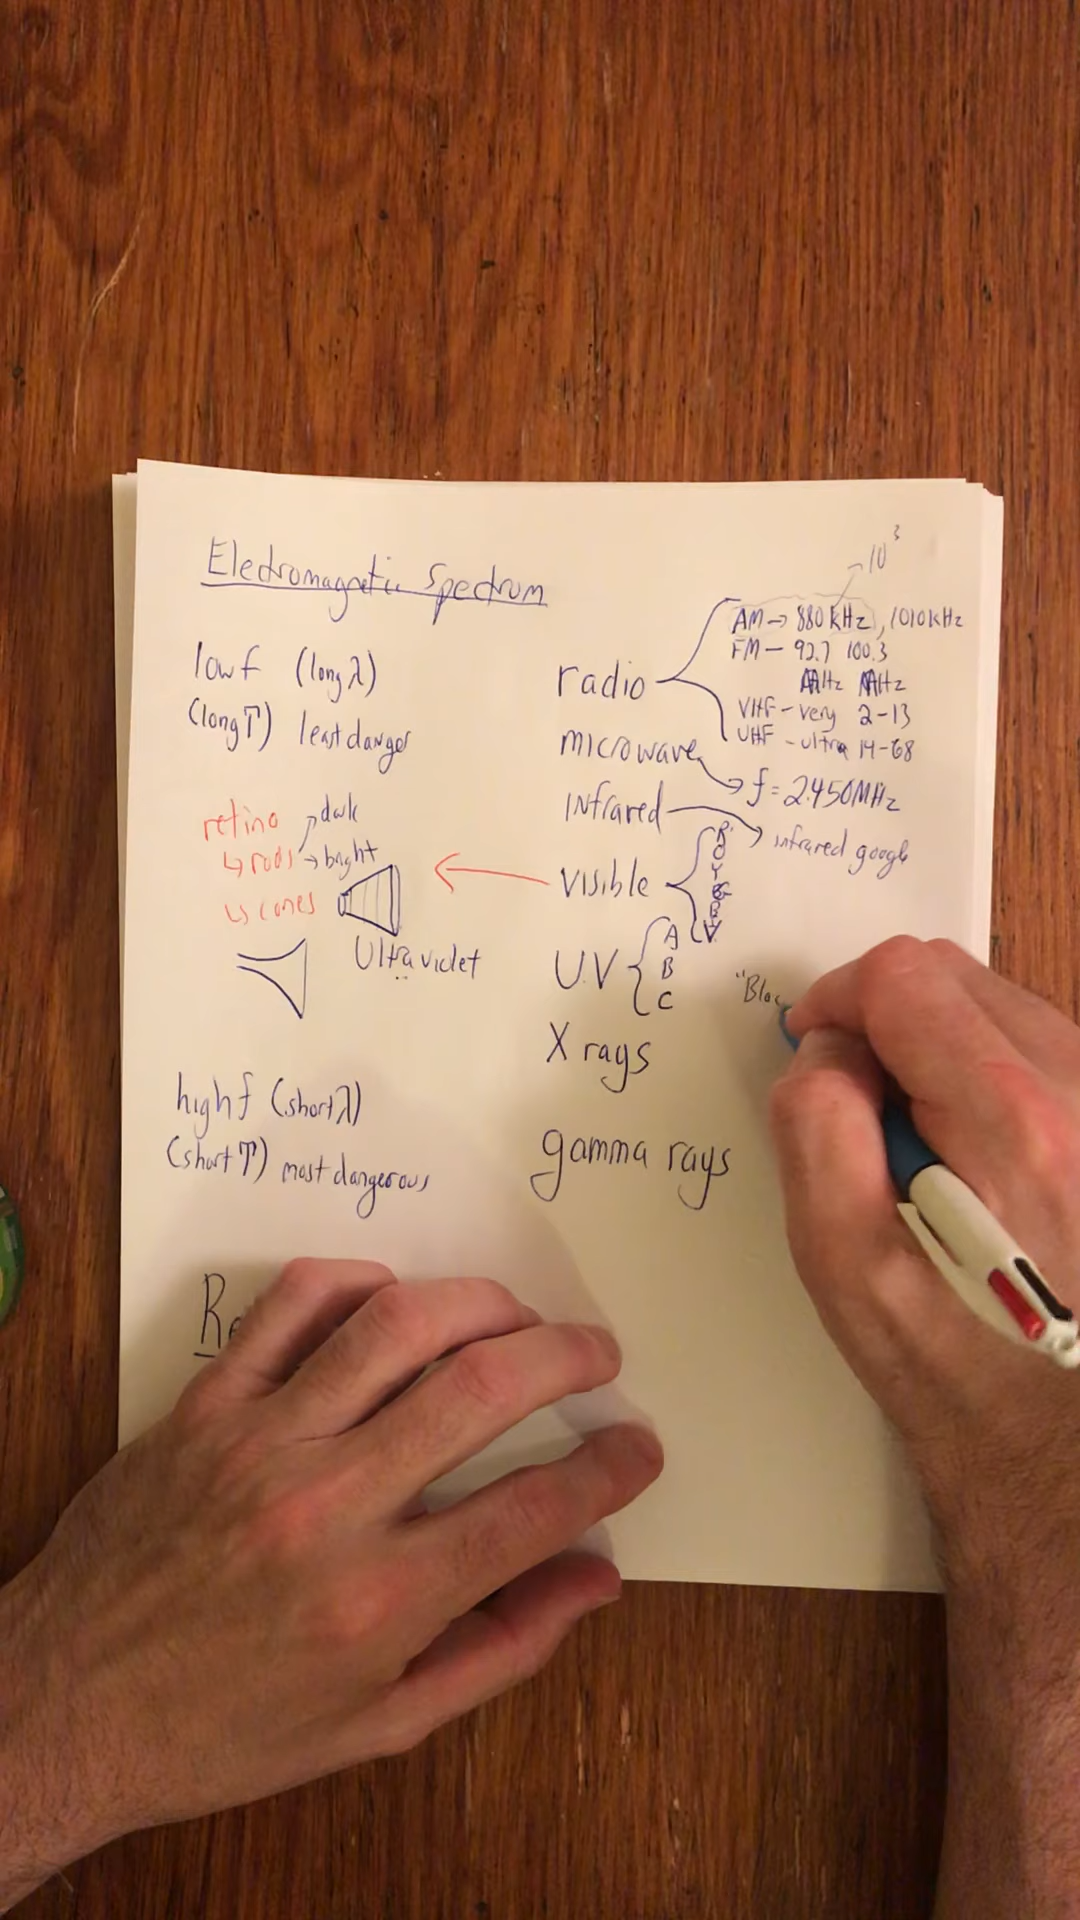 Electromagnetic Spectrum
low f (long λ)
(long T) least danger
retina
↳ rods → dark
→ bright
↳ cones
Ultraviolet
high f (short λ)
(short T) most dangerous
→ 10³
radio
AM → 880 kHz, 1010 kHz
FM — 92.7 100.3
MHz MHz
VHF - very 2-13
UHF - ultra 14-68
microwave → f = 2450MHz
INfrared → infrared google
visible
R
O
Y
G
B
I
V
U.V
A
B
C
"Blac
X rays
gamma rays